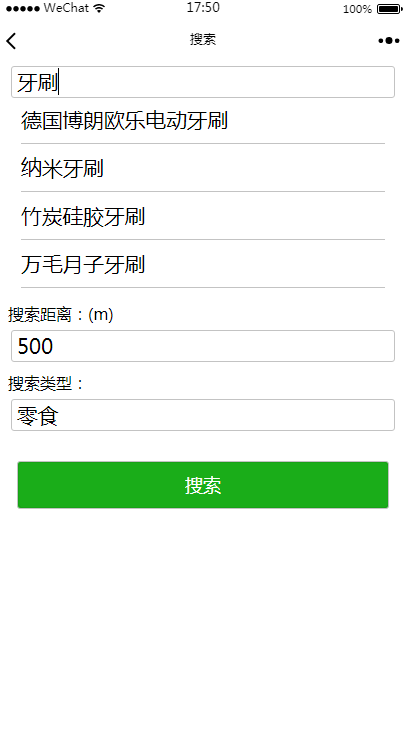 WeChat 17:50 100%
搜索
牙刷
德国博朗欧乐电动牙刷
纳米牙刷
竹炭硅胶牙刷
万毛月子牙刷
搜索距离：(m)
500
搜索类型：
零食
搜索